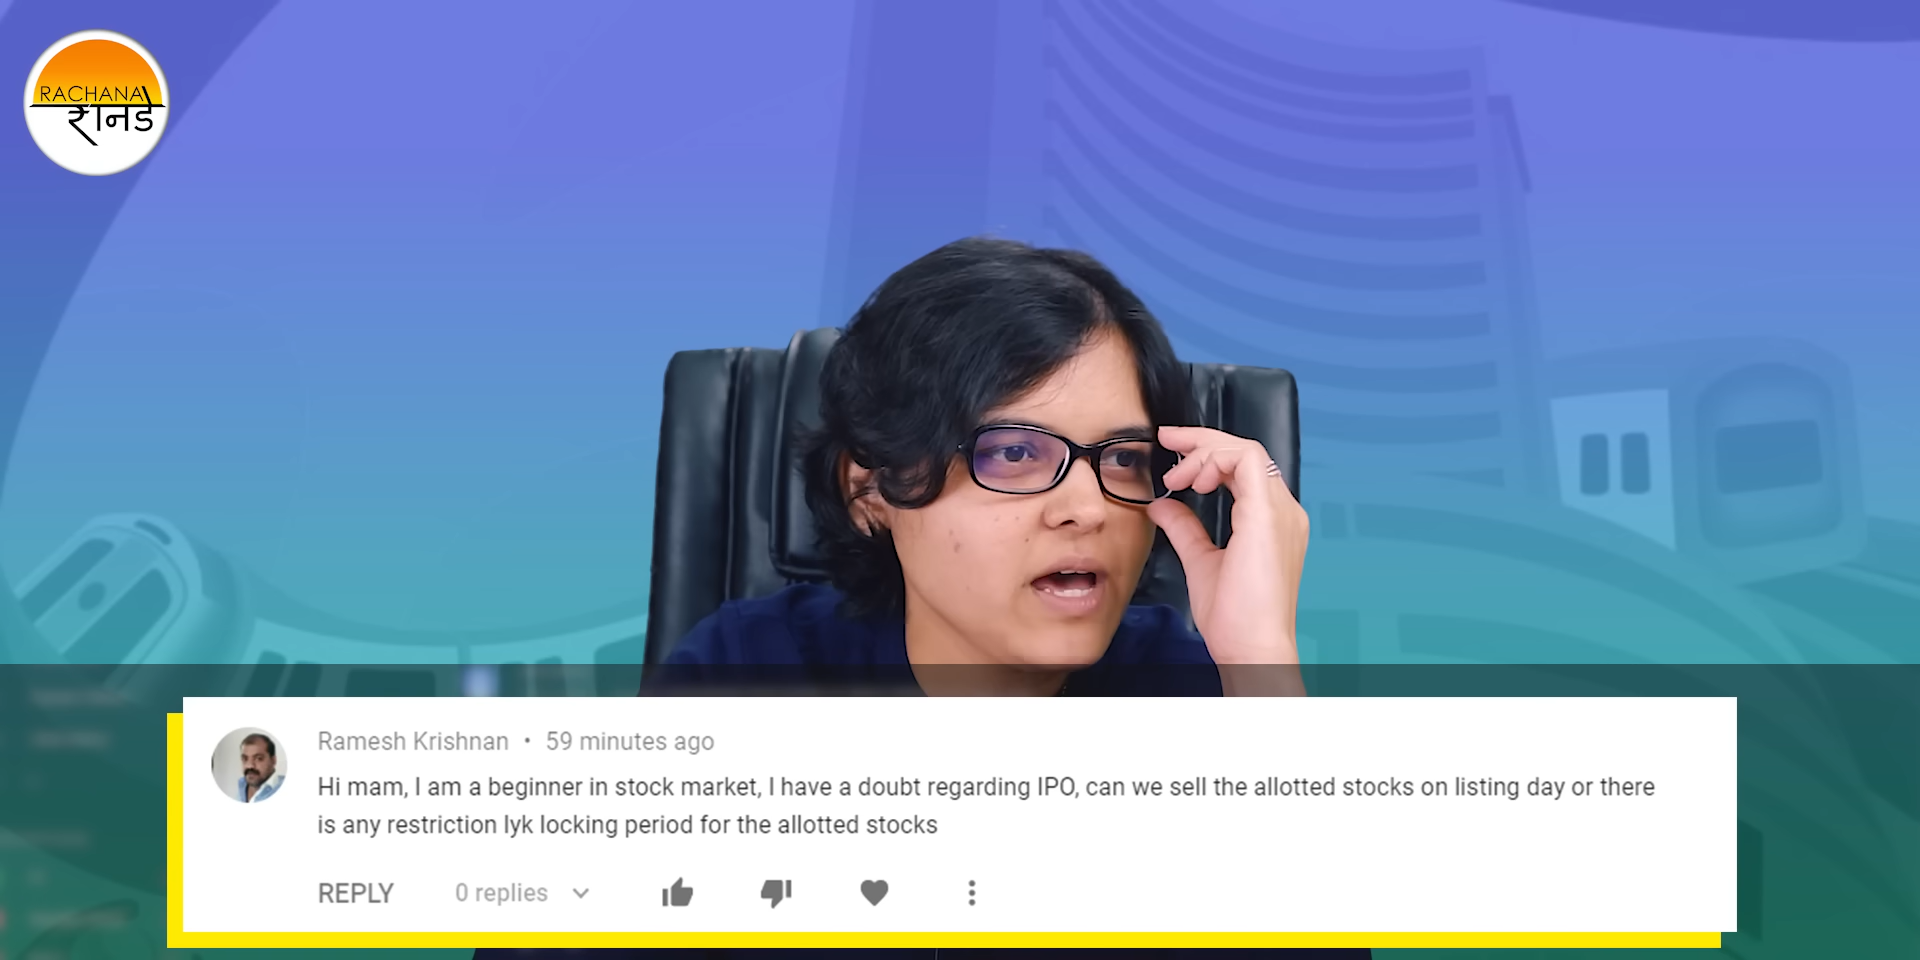 RACHANA
रानडे
Ramesh Krishnan • 59 minutes ago
Hi mam, I am a beginner in stock market, I have a doubt regarding IPO, can we sell the allotted stocks on listing day or there
is any restriction lyk locking period for the allotted stocks
REPLY 0 replies